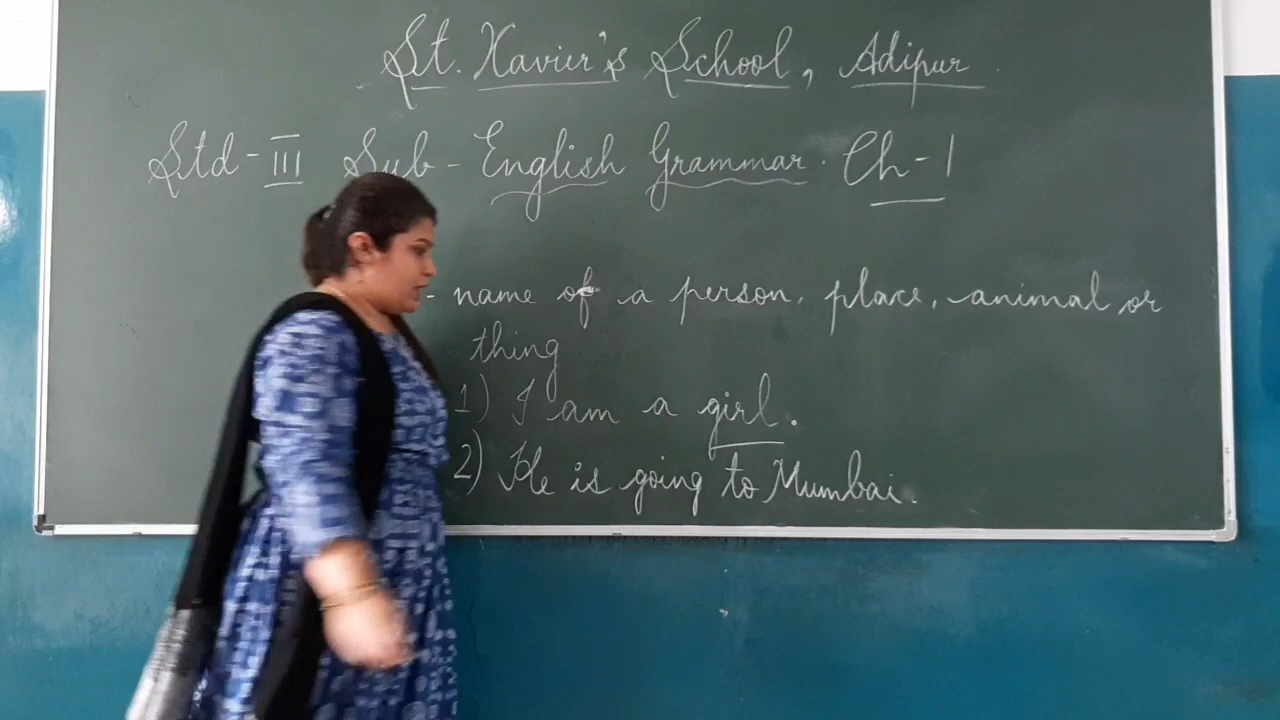 St. Xavier's School, Adipur
Std-III Sub - English Grammar. Ch-1
- name of a person, place, animal or
thing
1) I am a girl.
2) He is going to Mumbai.